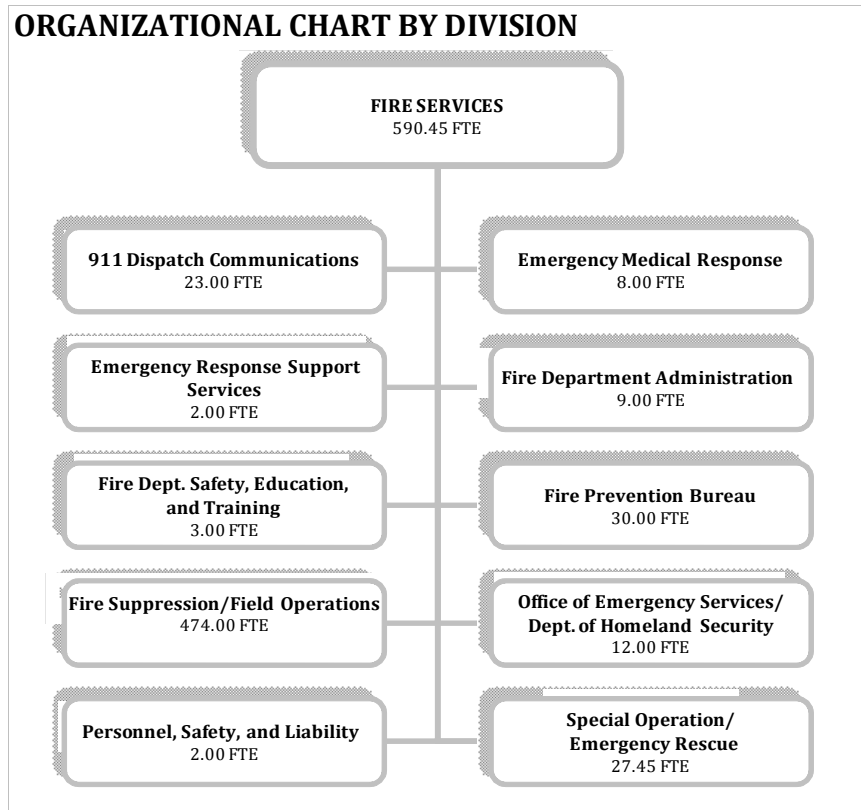 ORGANIZATIONAL CHART BY DIVISION
FIRE SERVICES
590.45 FTE
911 Dispatch Communications
23.00 FTE
Emergency Medical Response
8.00 FTE
Emergency Response Support
Services
2.00 FTE
Fire Department Administration
9.00 FTE
Fire Dept. Safety, Education,
and Training
3.00 FTE
Fire Prevention Bureau
30.00 FTE
Fire Suppression/Field Operations
474.00 FTE
Office of Emergency Services/
Dept. of Homeland Security
12.00 FTE
Personnel, Safety, and Liability
2.00 FTE
Special Operation/
Emergency Rescue
27.45 FTE